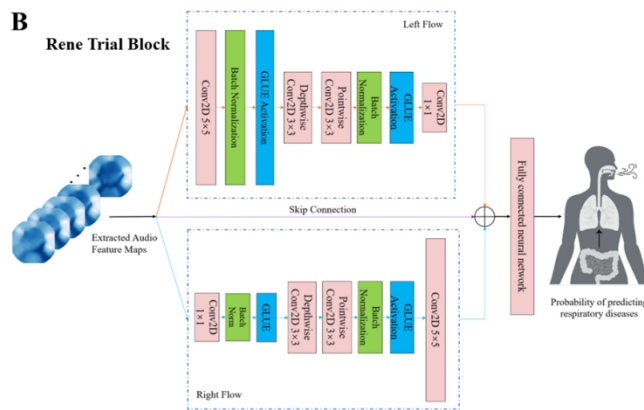 B
Rene Trial Block
Left Flow
Conv2D 5×5
Batch Normalization
GLUE Activation
Depthwise
Conv2D 3×3
Pointwise
Conv2D 3×3
Batch
Normalization
GLUE
Activation
Conv2D
1×1
Skip Connection
Extracted Audio
Feature Maps
Fully connected neural network
Probability of predicting
respiratory diseases
Conv2D
1×1
Batch
Norm
GLUE
Depthwise
Conv2D 3×3
Pointwise
Conv2D 3×3
Batch
Normalization
GLUE
Activation
Conv2D 5×5
Right Flow